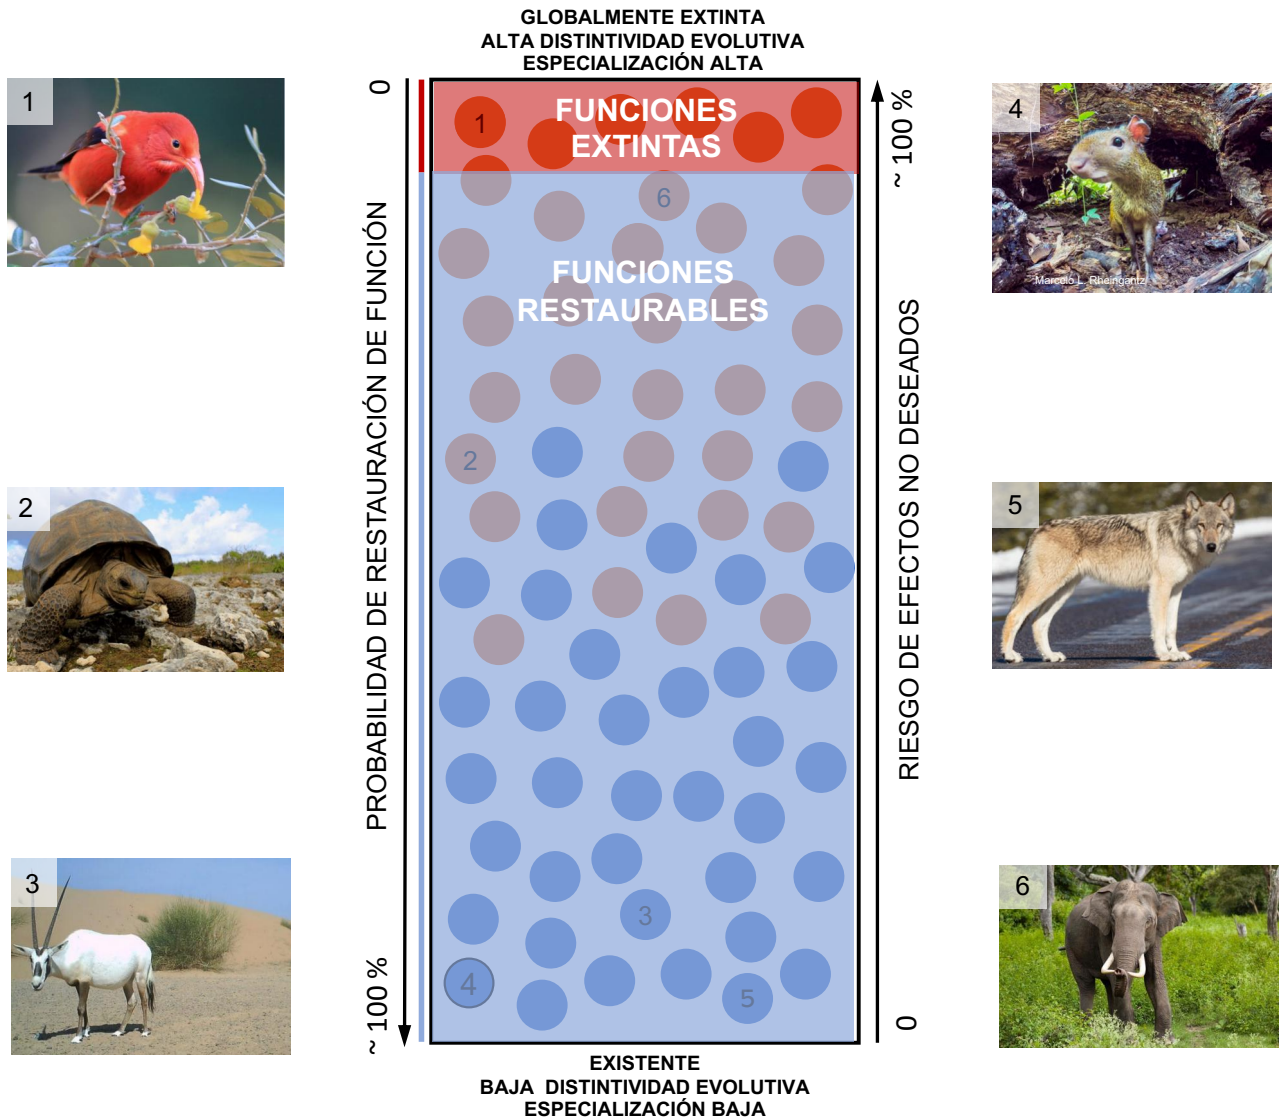 GLOBALMENTE EXTINTA
ALTA DISTINTIVIDAD EVOLUTIVA
ESPECIALIZACIÓN ALTA
0
~ 100 %
PROBABILIDAD DE RESTAURACIÓN DE FUNCIÓN
~ 100 %
0
RIESGO DE EFECTOS NO DESEADOS
1
2
3
4
Marcelo L. Rheingantz
5
6
FUNCIONES
EXTINTAS
1
6
FUNCIONES
RESTAURABLES
2
3
4
5
EXISTENTE
BAJA  DISTINTIVIDAD EVOLUTIVA
ESPECIALIZACIÓN BAJA